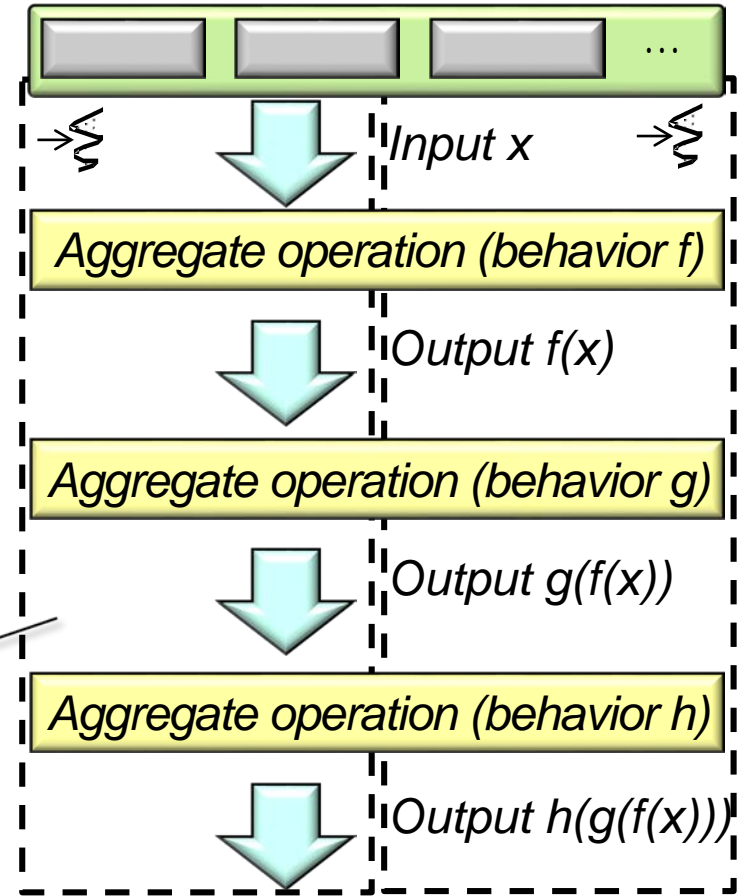 ...
Input x
Aggregate operation (behavior f)
Output f(x)
Aggregate operation (behavior g)
Output g(f(x))
Aggregate operation (behavior h)
Output h(g(f(x)))